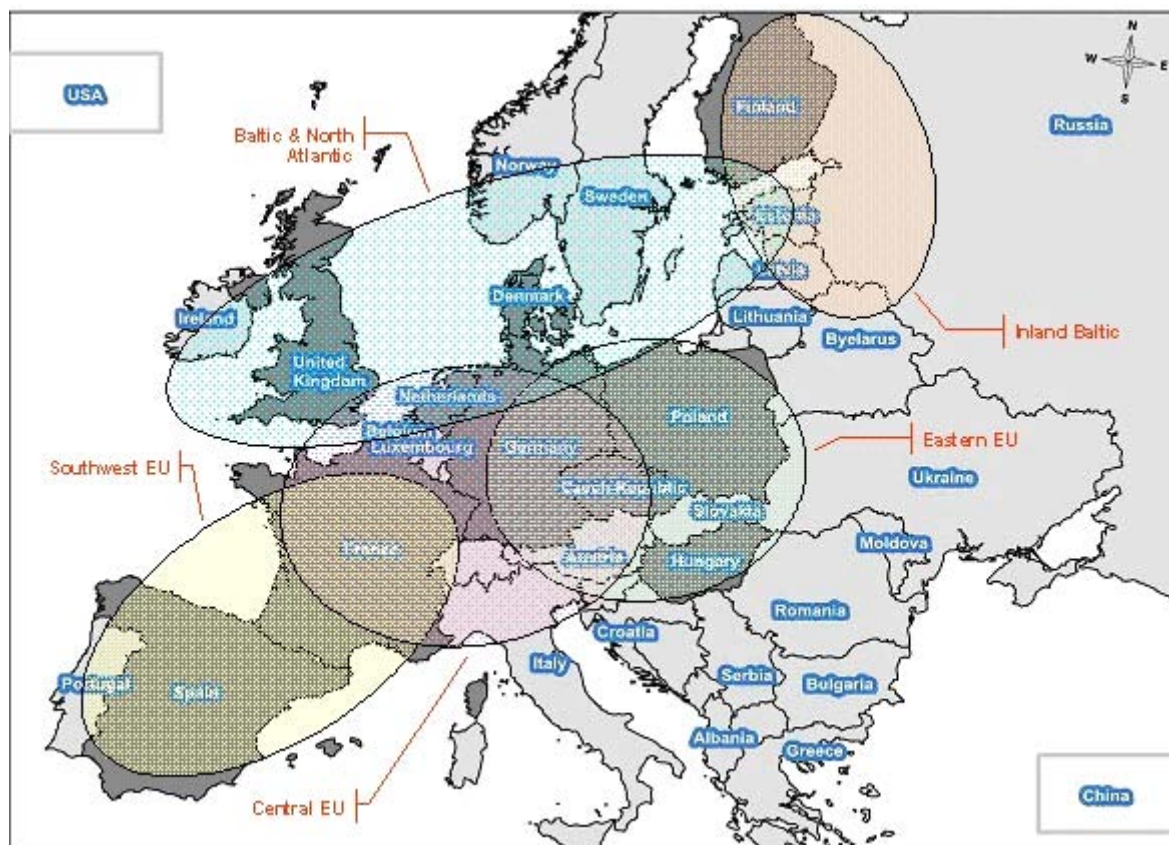 N
W E
S
USA
Finland
Russia
Baltic & North
Atlantic
Norway
Sweden
Estonia
Latvia
Ireland
Denmark
Lithuania
Inland Baltic
Byelarus
United
Kingdom
Netherlands
Poland
Belgium
Luxembourg
Germany
Eastern EU
Southwest EU
Ukraine
Czech Republic
Slovakia
France
Austria
Hungary
Moldova
Romania
Croatia
Italy
Serbia
Portugal
Spain
Bulgaria
Albania
Greece
Central EU
China